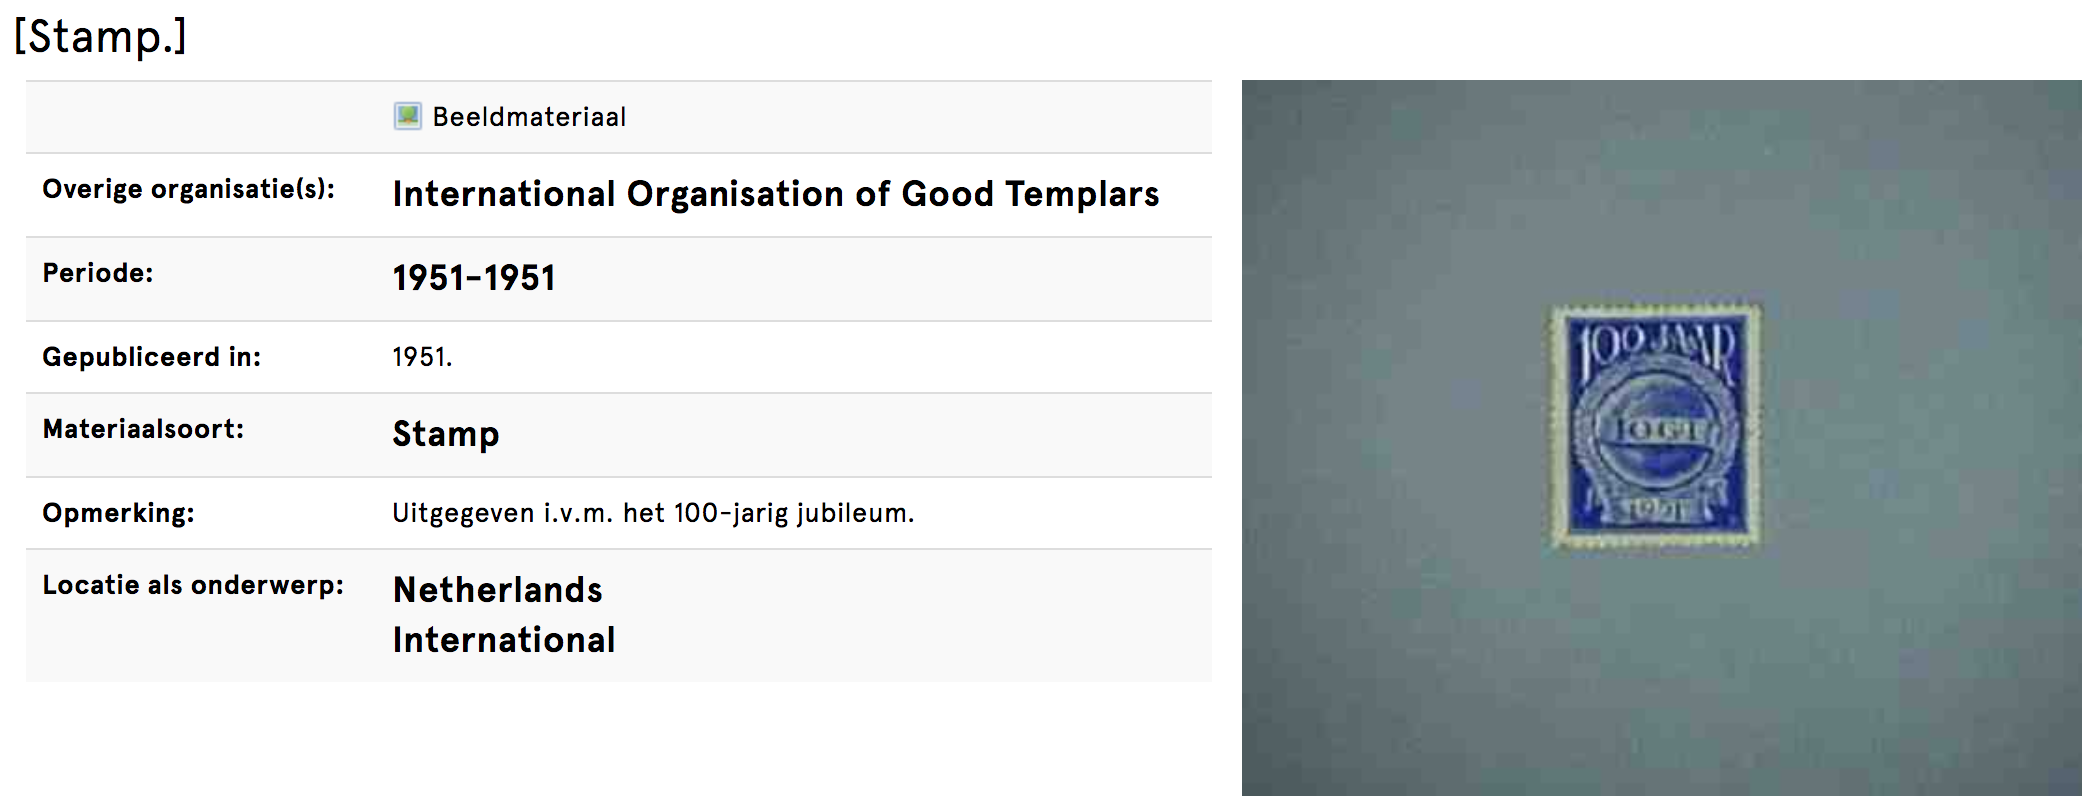 [Stamp.]
Beeldmateriaal
Overige organisatie(s): International Organisation of Good Templars
Periode: 1951-1951
Gepubliceerd in: 1951.
Materiaalsoort: Stamp
Opmerking: Uitgegeven i.v.m. het 100-jarig jubileum.
Locatie als onderwerp: Netherlands
International
100 JAAR
IOGT
1951